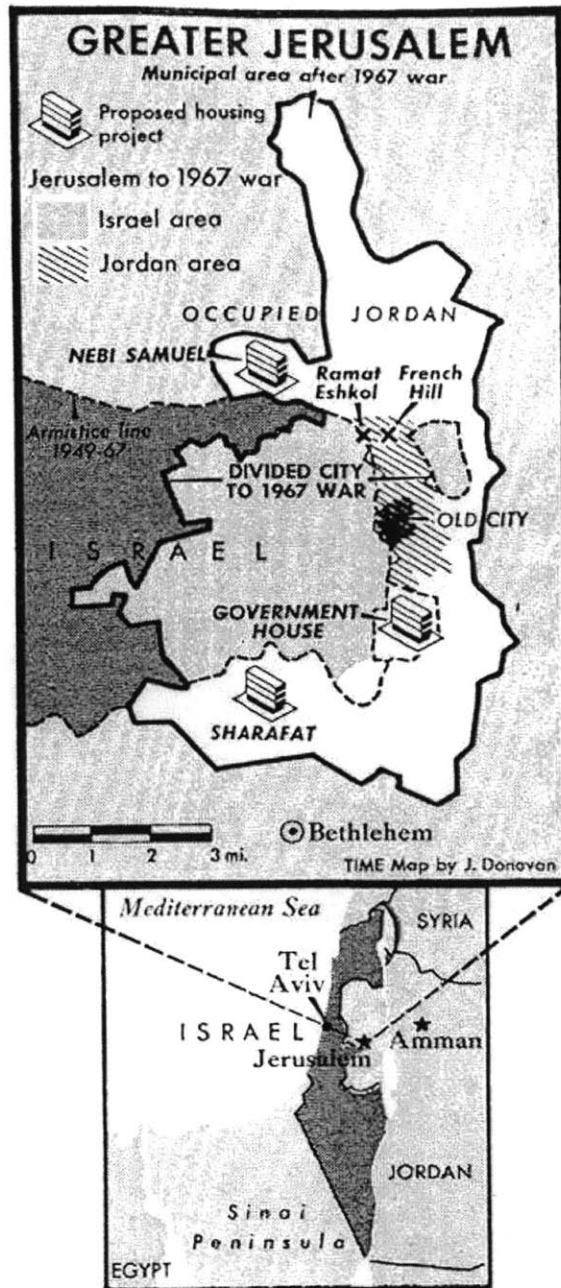 GREATER JERUSALEM
Municipal area after 1967 war
Proposed housing
project
Jerusalem to 1967 war
Israel area
Jordan area
OCCUPIED JORDAN
NEBI SAMUEL
Ramat
Eshkol
French
Hill
Armistice line
1949-67
DIVIDED CITY
TO 1967 WAR
OLD CITY
ISRAEL
GOVERNMENT
HOUSE
SHARAFAT
Bethlehem
0 1 2 3 mi.
TIME Map by J. Donovan
Mediterranean Sea
SYRIA
Tel
Aviv
ISRAEL
Amman
Jerusalem
JORDAN
Sinai
Peninsula
EGYPT